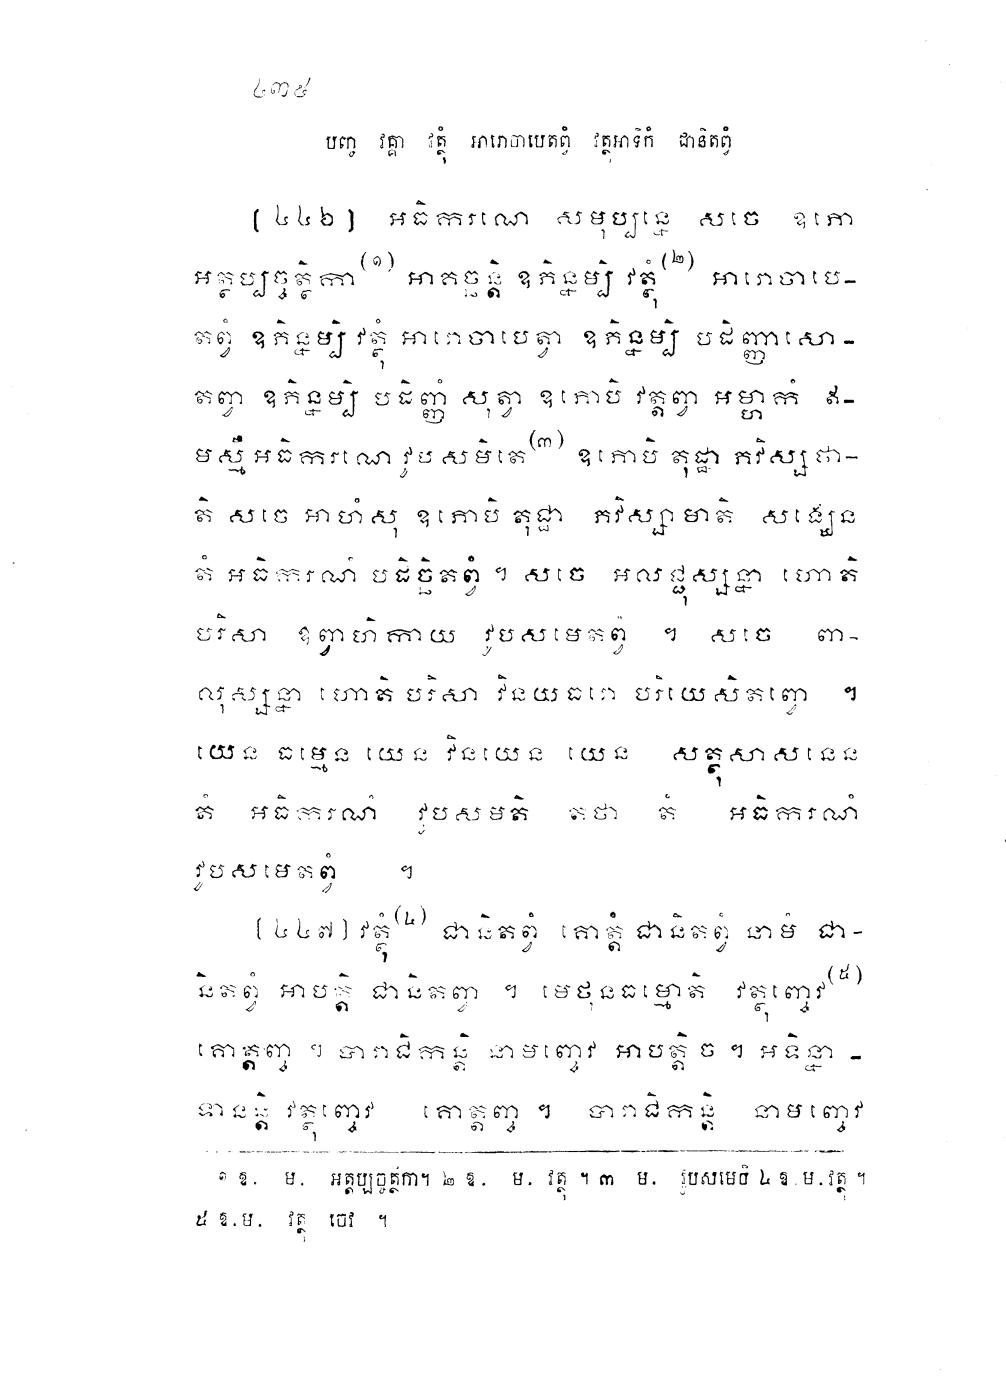 ៤៣៥
បញ្ច វគ្គា វត្ថុំ អារោចាបេតព្វំ វត្ថុអាទិកំ ជានិតព្វំ
(៤៤៦) អធិការណេ សមុប្បន្នេ សចេ ឧភោ
អត្ថប្បច្ចត្ថិកា(១) អាគច្ឆន្តិ ឧភិន្នម្បិ វត្ថុំ(២) អារោចាបេ-
តព្វំ ឧភិន្នម្បិ វត្ថុំ អារោចាបេត្វា ឧភិន្នម្បិ បដិញ្ញា សោ-
តព្វា ឧភិន្នម្បិ បដិញ្ញំ សុត្វា ឧភោបិ វត្តព្វា អម្ហាកំ ឥ-
មស្មឹ អធិការណេ វូបសមិតេ(៣) ឧភោបិ តុដ្ឋា ភវិស្សថា-
តិ សចេ អាហំសុ ឧភោបិ តុដ្ឋា ភវិស្សាមាតិ សង្ឃេន
តំ អធិការណំ បដិច្ឆិតព្វំ ។ សចេ អលជ្ជុស្សន្នា ហោតិ
បរិសា ឧព្វាហិកាយ វូបសមេតព្វំ ។ សចេ ពា-
លុស្សន្នា ហោតិ បរិសា វិនយធរោ បរិយេសិតព្វោ ។
យេន ធម្មេន យេន វិនយេន យេន សត្ថុសាសនេន
តំ អធិការណំ វូបសមតិ តថា តំ អធិការណំ
វូបសមេតព្វំ ។
(៤៤៧) វត្ថុំ(៤) ជានិតព្វំ គោត្តំ ជានិតព្វំ នាមំ ជា-
និតព្វំ អាបត្តិ ជានិតព្វា ។ មេថុនធម្មោតិ វត្ថុញ្ចេវ(៥)
គោត្តញ្ច ។ បារាជិកន្តិ នាមញ្ចេវ អាបត្តិ ច ។ អទិន្នា-
ទានន្តិ វត្ថុញ្ចេវ គោត្តញ្ច ។ បារាជិកន្តិ នាមញ្ចេវ
១ ឱ. ម. អត្ថប្បច្ចត្ថិកា។ ២ ឱ. ម. វត្ថុ ។ ៣ ម. វូបសមេថិ ៤ ឱ. ម. វត្ថុ ។
៥ ឱ.ម. វត្ថុ ចេវ ។